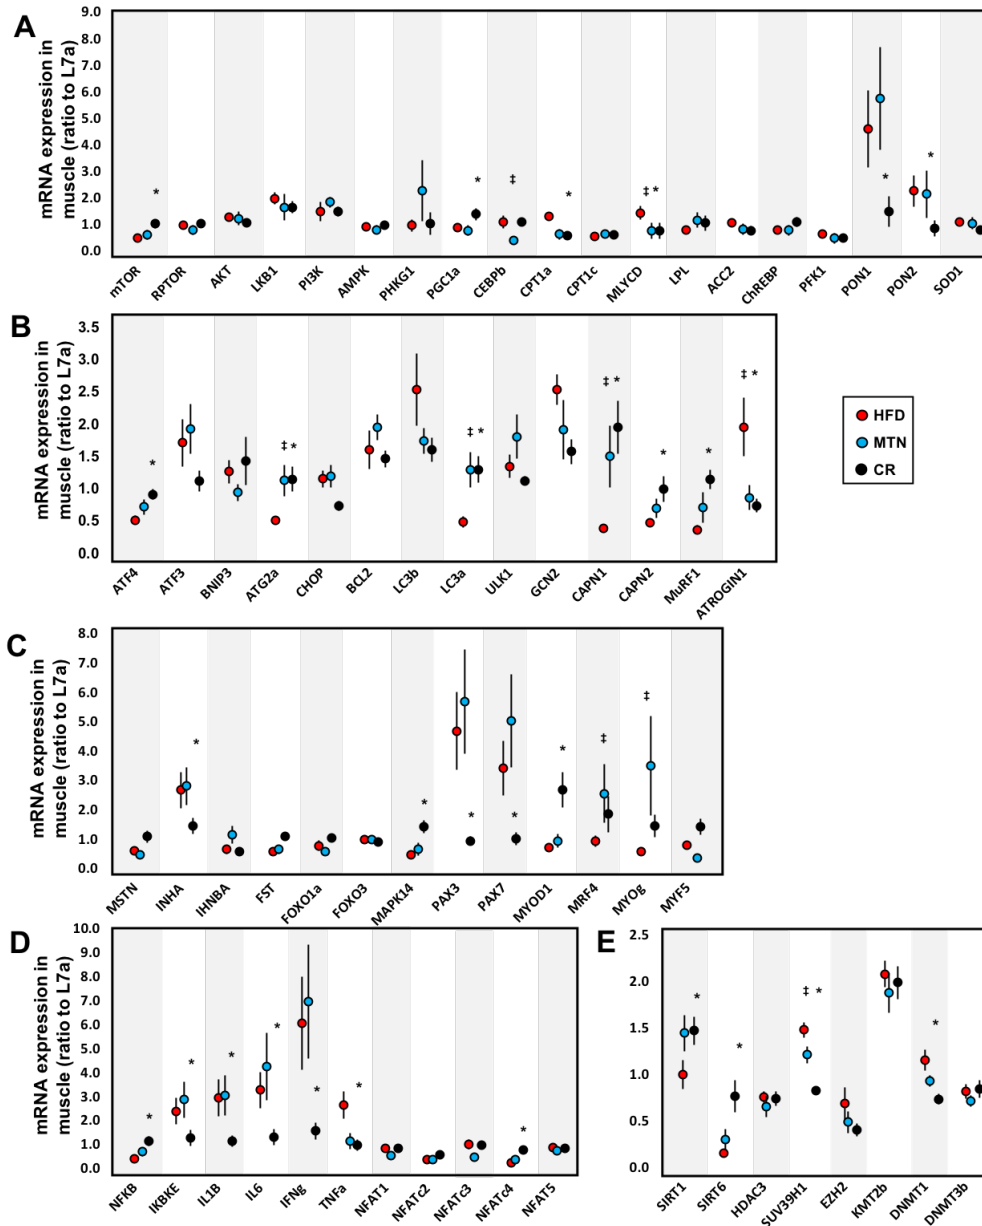 A
mRNA expression in
muscle (ratio to L7a)
9.0
8.0
7.0
6.0
5.0
4.0
3.0
2.0
1.0
0.0
* * ‡ * ‡ * * *
mTOR RPTOR AKT LKB1 PI3K AMPK PHKG1 PGC1a CEBPb CPT1a CPT1c MLYCD LPL ACC2 ChREBP PFK1 PON1 PON2 SOD1
B
mRNA expression in
muscle (ratio to L7a)
3.5
3.0
2.5
2.0
1.5
1.0
0.5
0.0
* ‡ * ‡ * ‡ * * * ‡ *
ATF4 ATF3 BNIP3 ATG2a CHOP BCL2 LC3b LC3a ULK1 GCN2 CAPN1 CAPN2 MuRF1 ATROGIN1
HFD
MTN
CR
C
mRNA expression in
muscle (ratio to L7a)
8.0
7.0
6.0
5.0
4.0
3.0
2.0
1.0
0.0
* * * * * ‡ ‡
MSTN INHA IHNBA FST FOXO1a FOXO3 MAPK14 PAX3 PAX7 MYOD1 MRF4 MYOg MYF5
D
mRNA expression in
muscle (ratio to L7a)
10.0
9.0
8.0
7.0
6.0
5.0
4.0
3.0
2.0
1.0
0.0
* * * * * * *
NFKB IKBKE IL1B IL6 IFNg TNFa NFAT1 NFATc2 NFATc3 NFATc4 NFAT5
E
2.5
2.0
1.5
1.0
0.5
0.0
* * ‡ * *
SIRT1 SIRT6 HDAC3 SUV39H1 EZH2 KMT2b DNMT1 DNMT3b